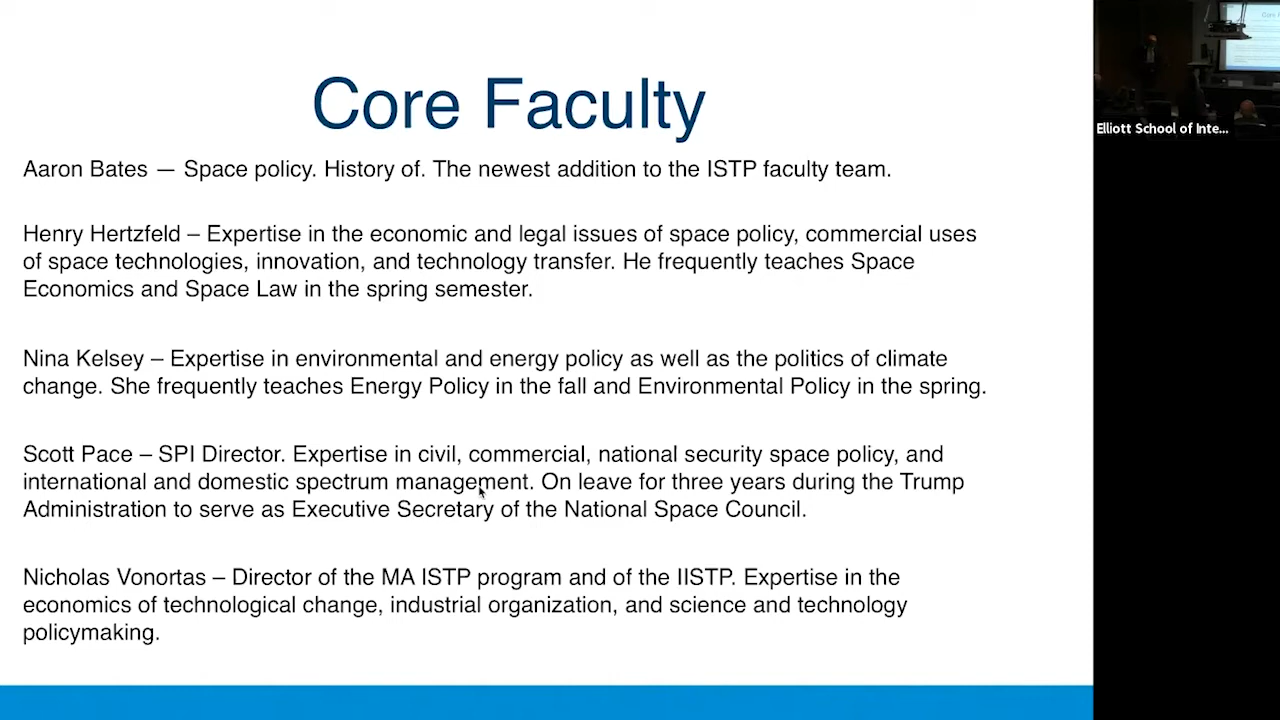 Core Faculty
Aaron Bates — Space policy. History of. The newest addition to the ISTP faculty team.
Henry Hertzfeld – Expertise in the economic and legal issues of space policy, commercial uses
of space technologies, innovation, and technology transfer. He frequently teaches Space
Economics and Space Law in the spring semester.
Nina Kelsey – Expertise in environmental and energy policy as well as the politics of climate
change. She frequently teaches Energy Policy in the fall and Environmental Policy in the spring.
Scott Pace – SPI Director. Expertise in civil, commercial, national security space policy, and
international and domestic spectrum management. On leave for three years during the Trump
Administration to serve as Executive Secretary of the National Space Council.
Nicholas Vonortas – Director of the MA ISTP program and of the IISTP. Expertise in the
economics of technological change, industrial organization, and science and technology
policymaking.
Elliott School of Inte...